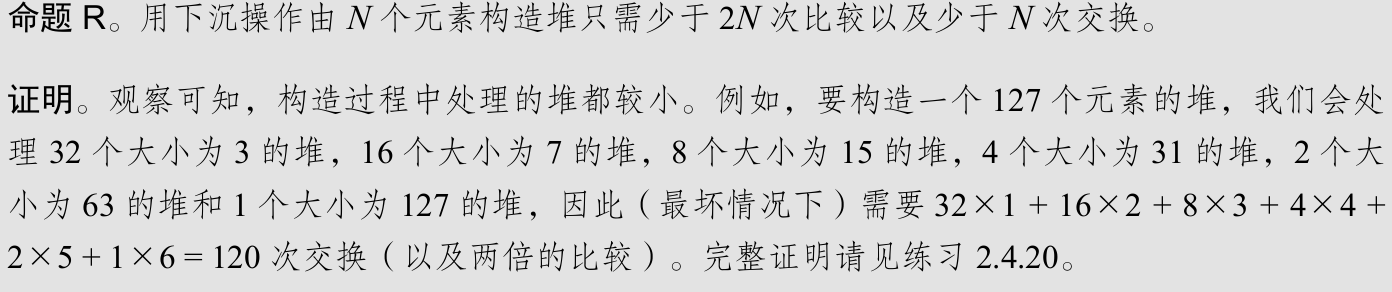 命题 R。用下沉操作由 N 个元素构造堆只需少于 2N 次比较以及少于 N 次交换。
证明。观察可知，构造过程中处理的堆都较小。例如，要构造一个 127 个元素的堆，我们会处
理 32 个大小为 3 的堆，16 个大小为 7 的堆，8 个大小为 15 的堆，4 个大小为 31 的堆，2 个大
小为 63 的堆和 1 个大小为 127 的堆，因此（最坏情况下）需要 32×1 + 16×2 + 8×3 + 4×4 +
2×5 + 1×6 = 120 次交换（以及两倍的比较）。完整证明请见练习 2.4.20。